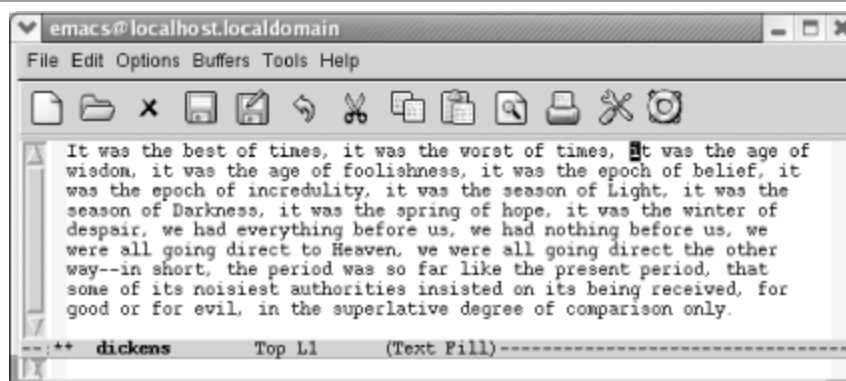 emacs@localhost.localdomain
File Edit Options Buffers Tools Help
It was the best of times, it was the worst of times, it was the age of
wisdom, it was the age of foolishness, it was the epoch of belief, it
was the epoch of incredulity, it was the season of Light, it was the
season of Darkness, it was the spring of hope, it was the winter of
despair, we had everything before us, we had nothing before us, we
were all going direct to Heaven, we were all going direct the other
way--in short, the period was so far like the present period, that
some of its noisiest authorities insisted on its being received, for
good or for evil, in the superlative degree of comparison only.
--:** dickens Top L1 (Text Fill)----------------------------------